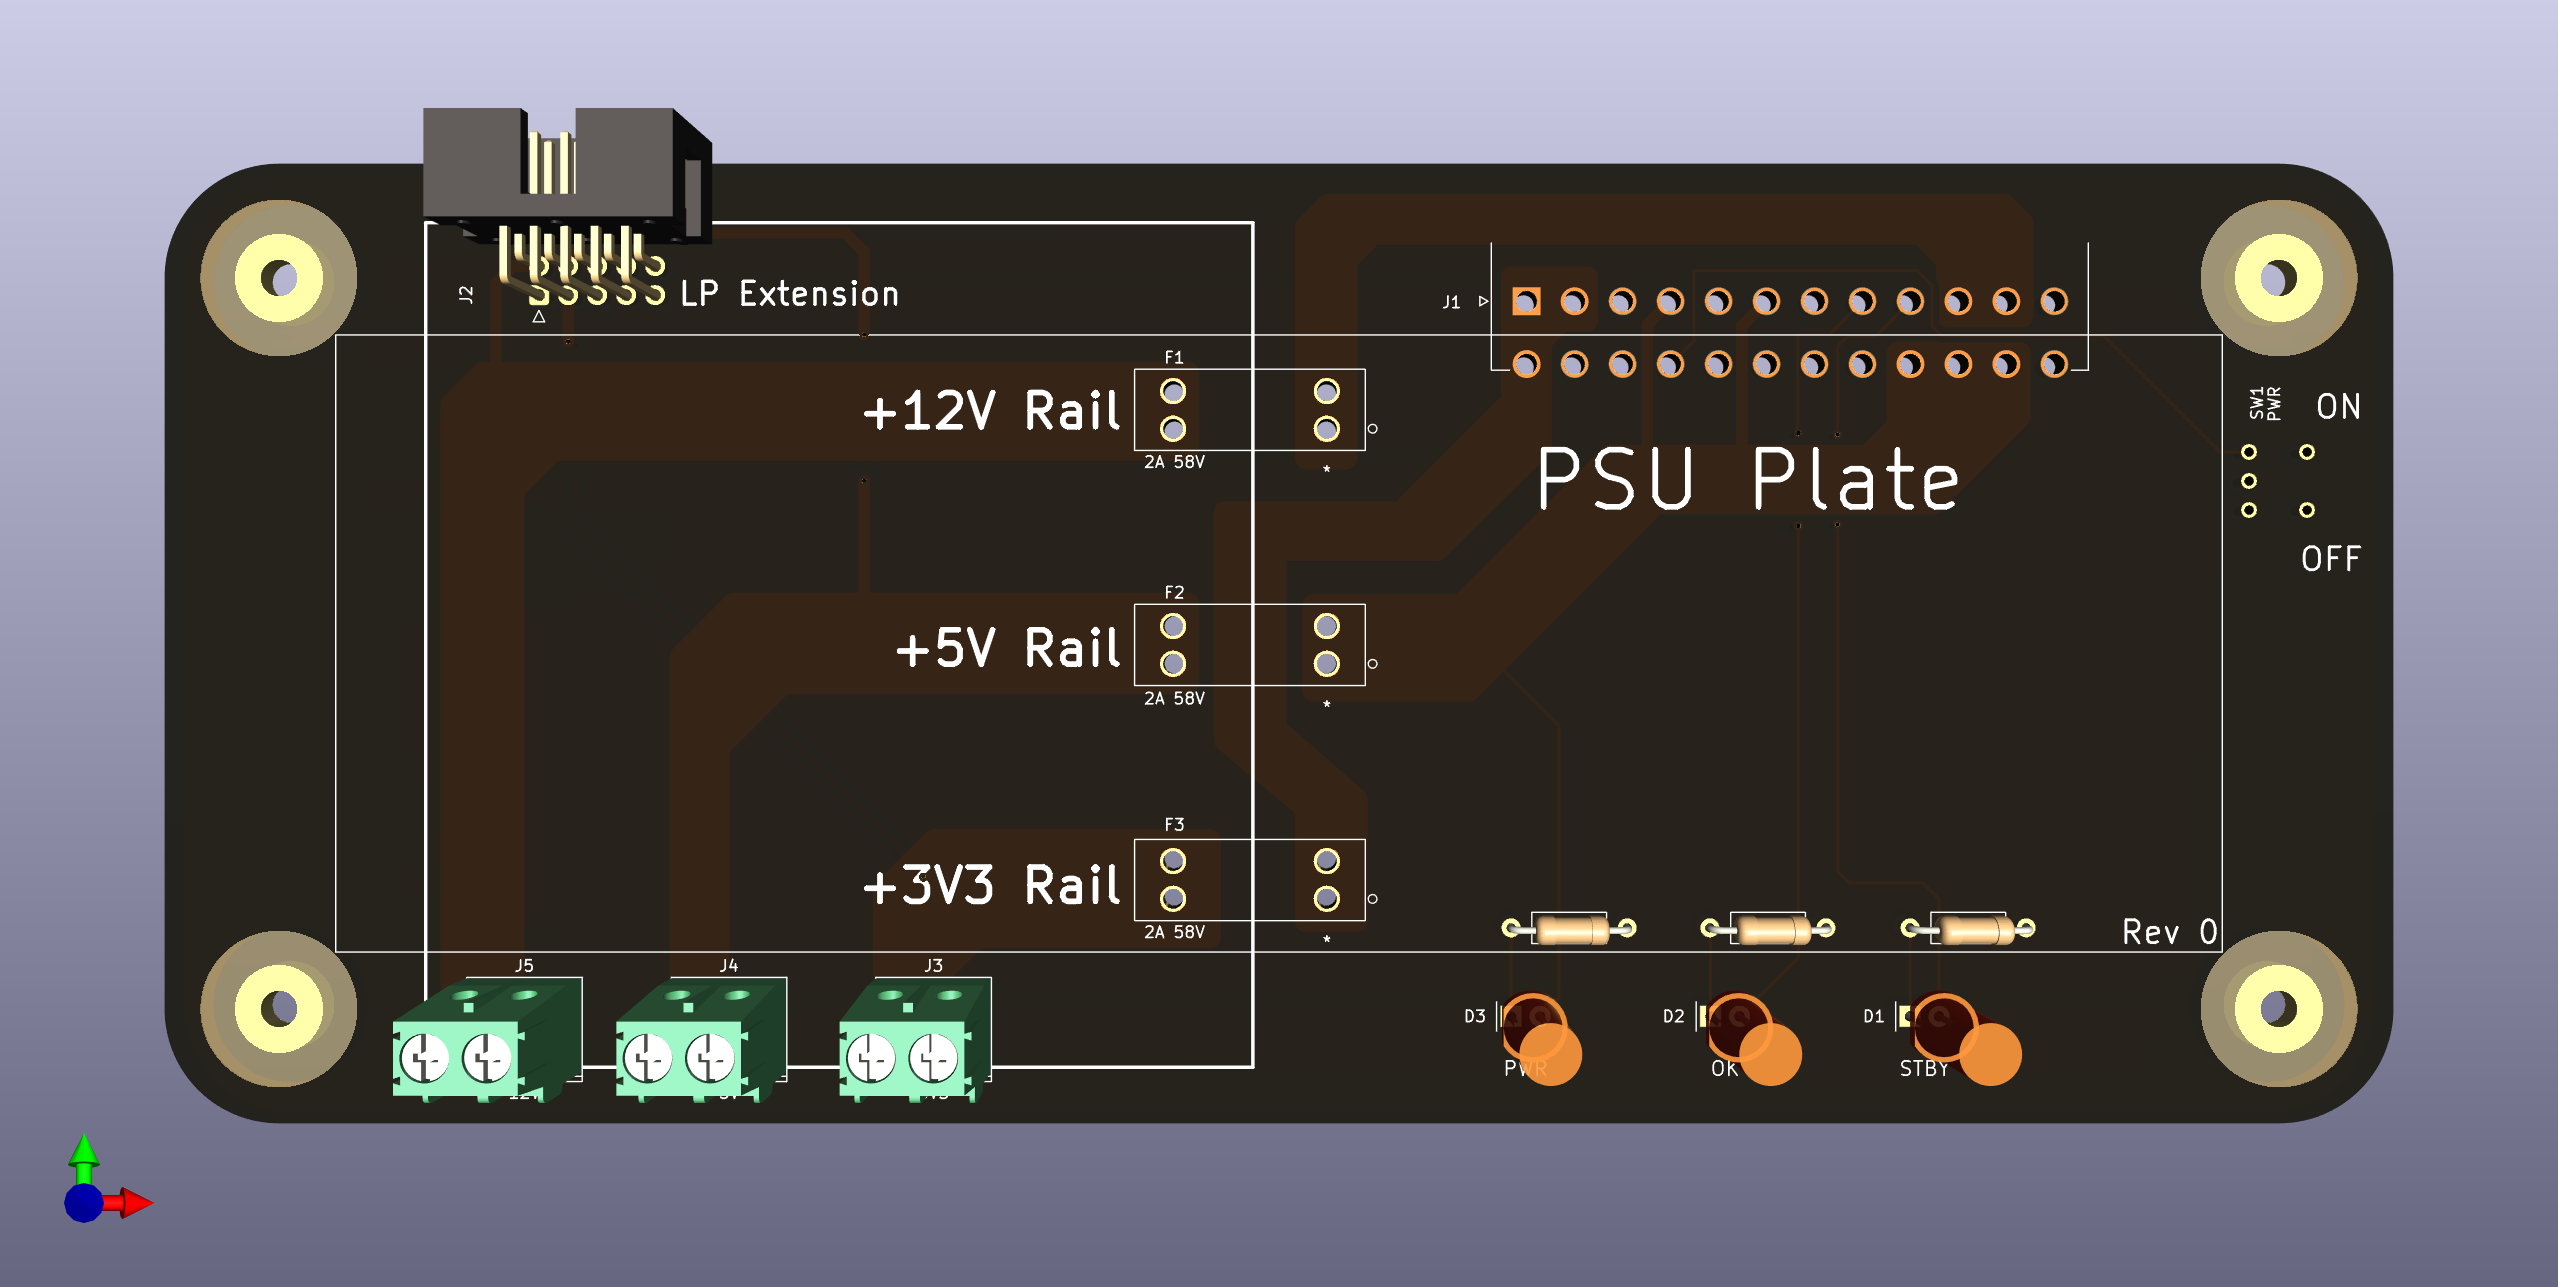 J2
LP Extension
J1
F1
+12V Rail
2A 58V
*
SW1
PWR
ON
PSU Plate
OFF
F2
+5V Rail
2A 58V
*
F3
+3V3 Rail
2A 58V
*
Rev 0
J5
J4
J3
D3
D2
D1
PWR
OK
STBY